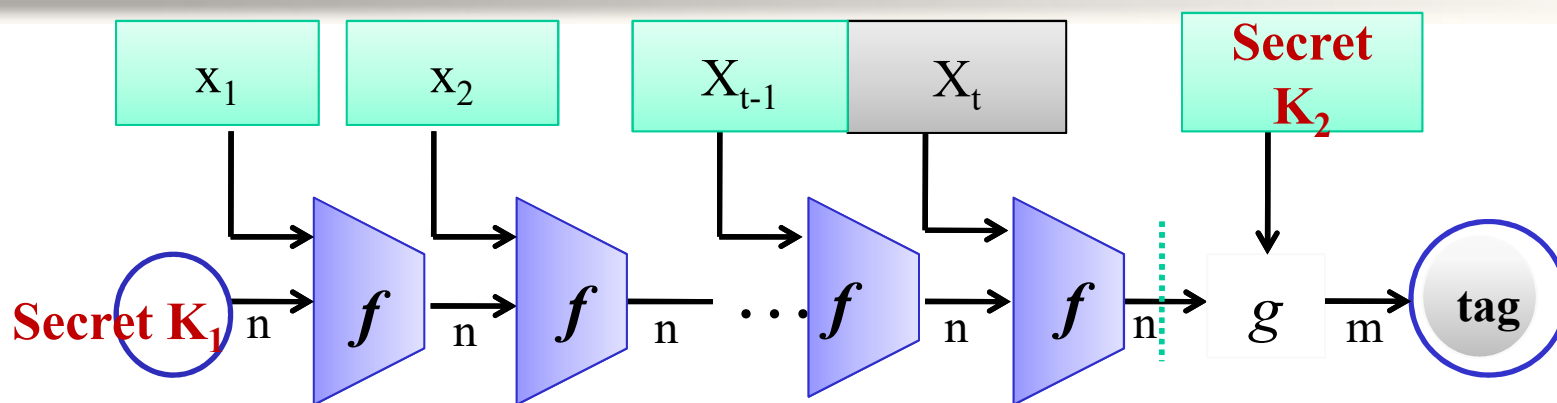 x₁
x₂
Xₜ₋₁
Xₜ
Secret
K₂
Secret K₁
n
f
n
f
n
...
f
n
f
n
g
m
tag